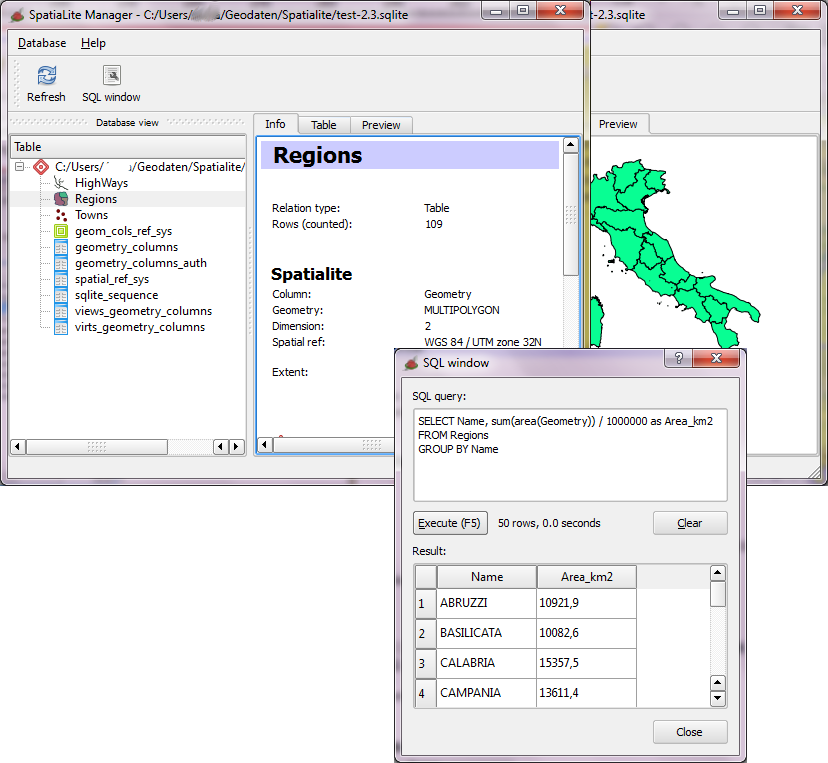 SpatiaLite Manager - C:/Users/ /Geodaten/Spatialite/test-2.3.sqlite
t-2.3.sqlite
Database Help
Refresh SQL window
Database view
Table
C:/Users/ /Geodaten/Spatialite/
HighWays
Regions
Towns
geom_cols_ref_sys
geometry_columns
geometry_columns_auth
spatial_ref_sys
sqlite_sequence
views_geometry_columns
virts_geometry_columns
Info Table Preview
Regions
Relation type: Table
Rows (counted): 109
Spatialite
Column: Geometry
Geometry: MULTIPOLYGON
Dimension: 2
Spatial ref: WGS 84 / UTM zone 32N
Extent:
Preview
SQL window
SQL query:
SELECT Name, sum(area(Geometry)) / 1000000 as Area_km2
FROM Regions
GROUP BY Name
Execute (F5) 50 rows, 0.0 seconds Clear
Result:
Name Area_km2
1 ABRUZZI 10921,9
2 BASILICATA 10082,6
3 CALABRIA 15357,5
4 CAMPANIA 13611,4
Close